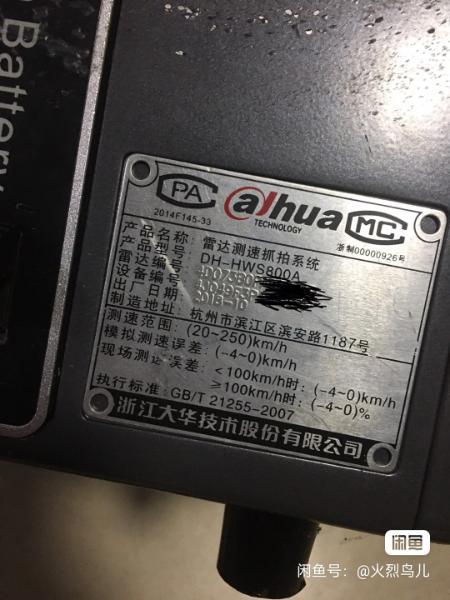 Battery
PA
2014F145-33
alhua
TECHNOLOGY
MC
浙制00000926号
产品名称: 雷达测速抓拍系统
产品型号: DH-HWS800A
雷达编号:
设备编号:
出厂日期: 2016-10
制造地址: 杭州市滨江区滨安路1187号
测速范围: (20~250)km/h
模拟测速误差: (-4~0)km/h
现场测速误差: <100km/h时: (-4~0)km/h
≥100km/h时: (-4~0)%
执行标准: GB/T 21255-2007
浙江大华技术股份有限公司
闲鱼
闲鱼号: @火烈鸟儿